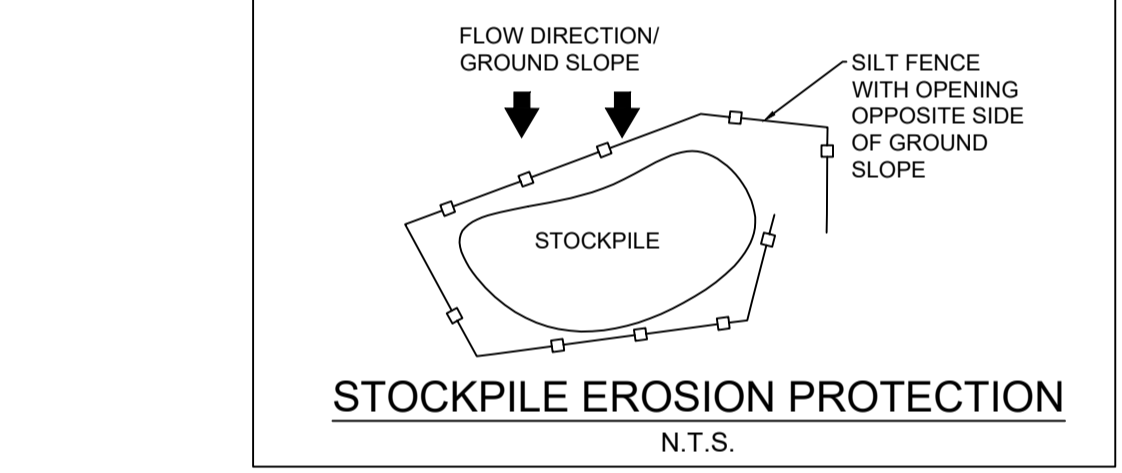 FLOW DIRECTION/
GROUND SLOPE
SILT FENCE
WITH OPENING
OPPOSITE SIDE
OF GROUND
SLOPE
STOCKPILE
STOCKPILE EROSION PROTECTION
N.T.S.